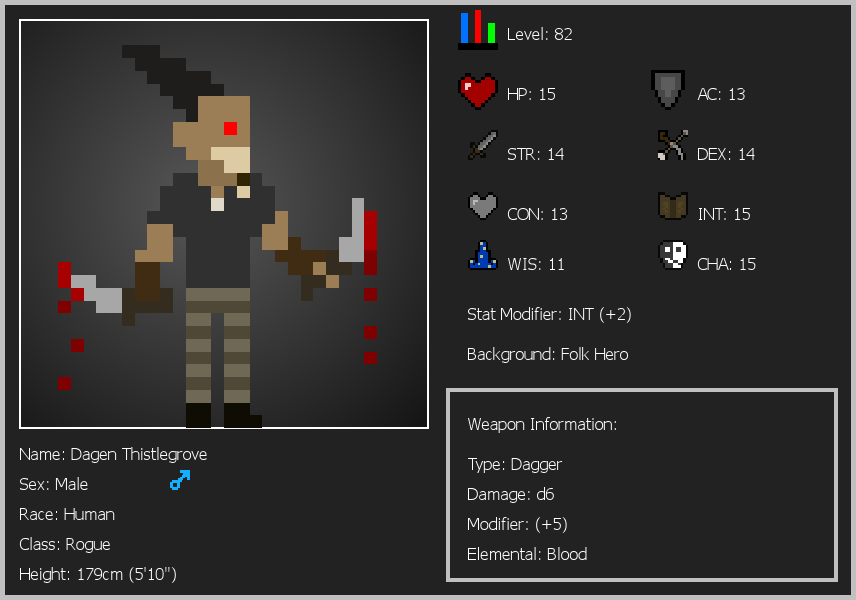 Level: 82
HP: 15
AC: 13
STR: 14
DEX: 14
CON: 13
INT: 15
WIS: 11
CHA: 15
Stat Modifier: INT (+2)
Background: Folk Hero
Weapon Information:
Type: Dagger
Damage: d6
Modifier: (+5)
Elemental: Blood
Name: Dagen Thistlegrove
Sex: Male
Race: Human
Class: Rogue
Height: 179cm (5'10")